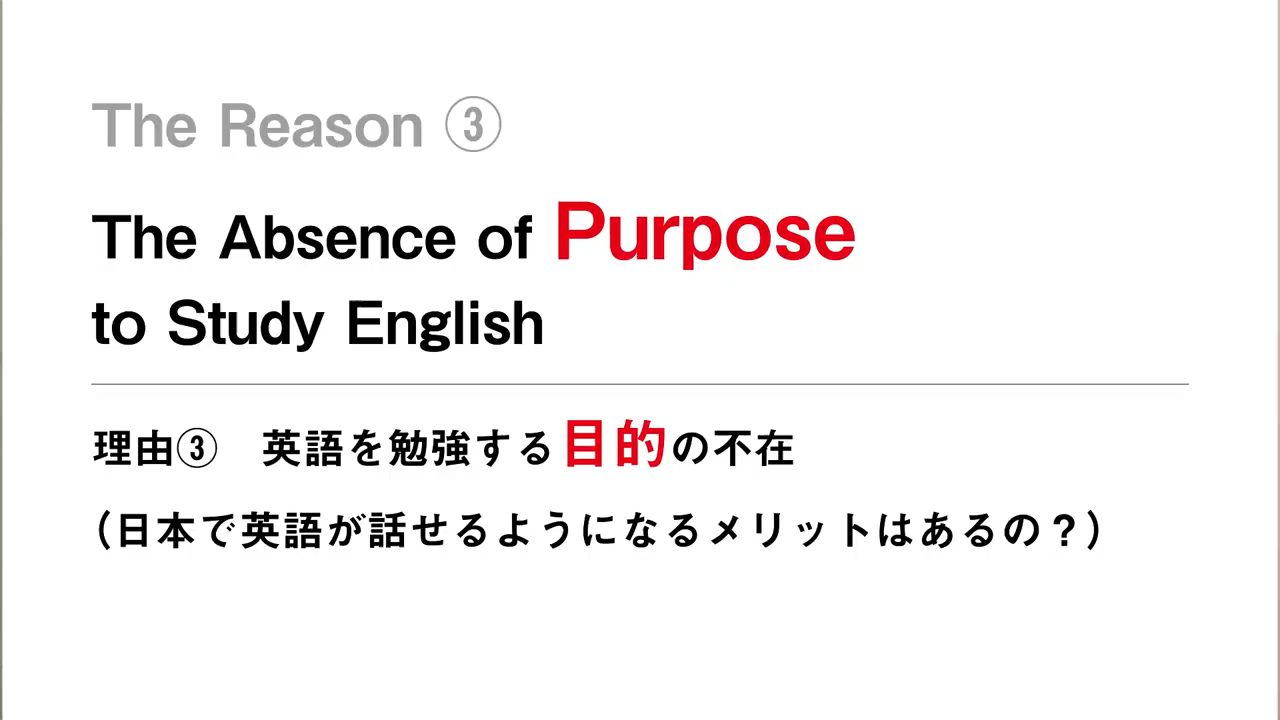 The Reason ③
The Absence of Purpose
to Study English
理由③　英語を勉強する目的の不在
(日本で英語が話せるようになるメリットはあるの？)